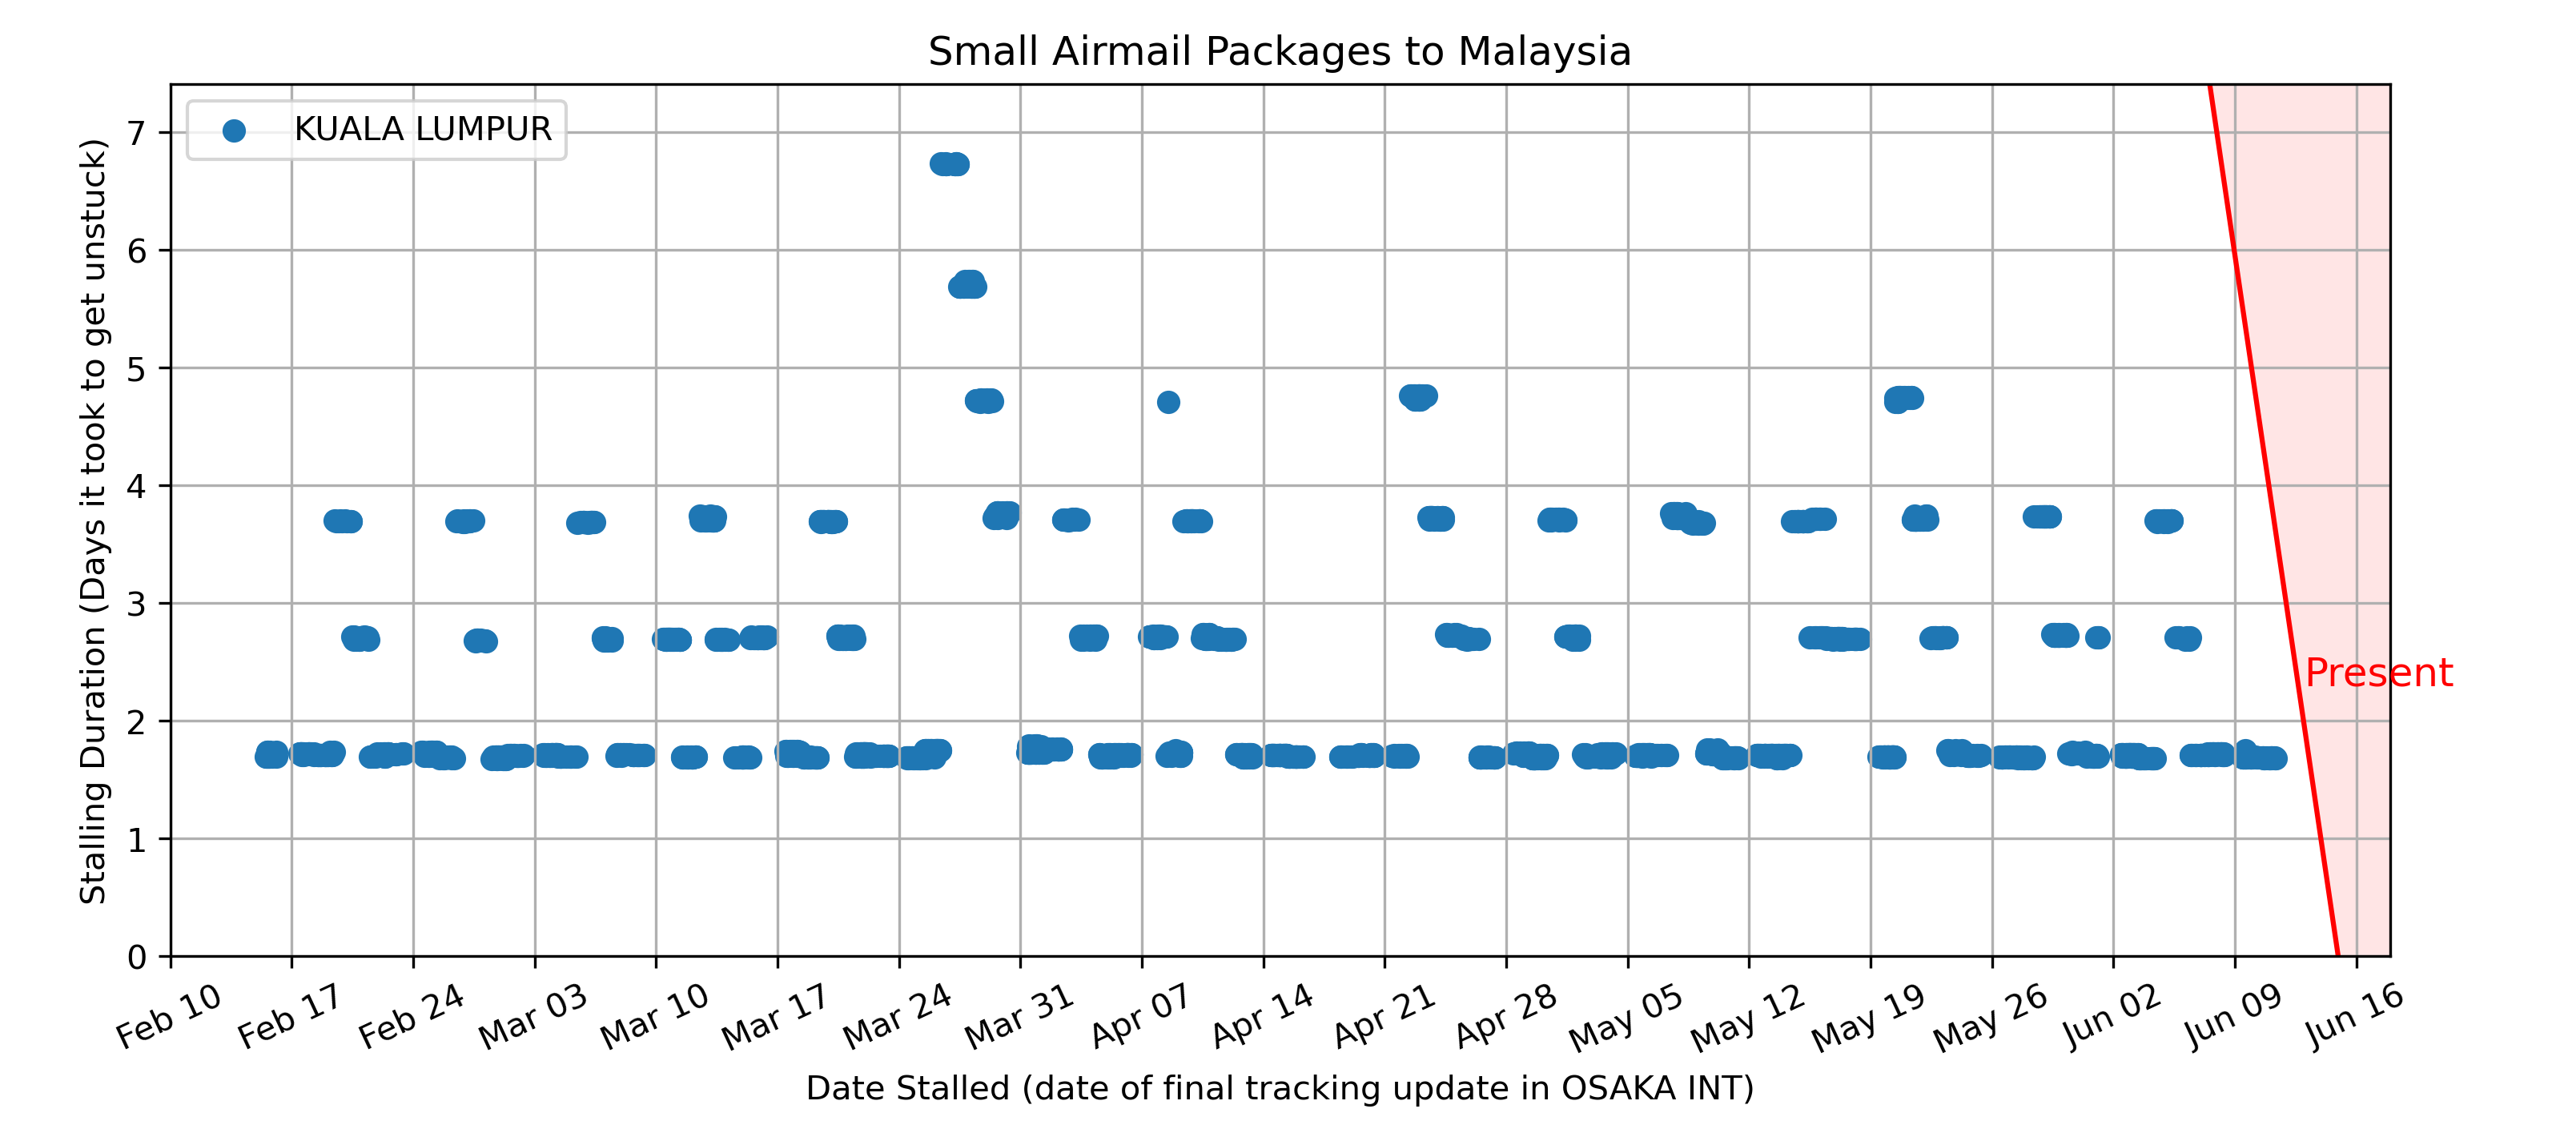 Small Airmail Packages to Malaysia
KUALA LUMPUR
Stalling Duration (Days it took to get unstuck)
7
6
5
4
3
2
1
0
Present
Feb 10
Feb 17
Feb 24
Mar 03
Mar 10
Mar 17
Mar 24
Mar 31
Apr 07
Apr 14
Apr 21
Apr 28
May 05
May 12
May 19
May 26
Jun 02
Jun 09
Jun 16
Date Stalled (date of final tracking update in OSAKA INT)